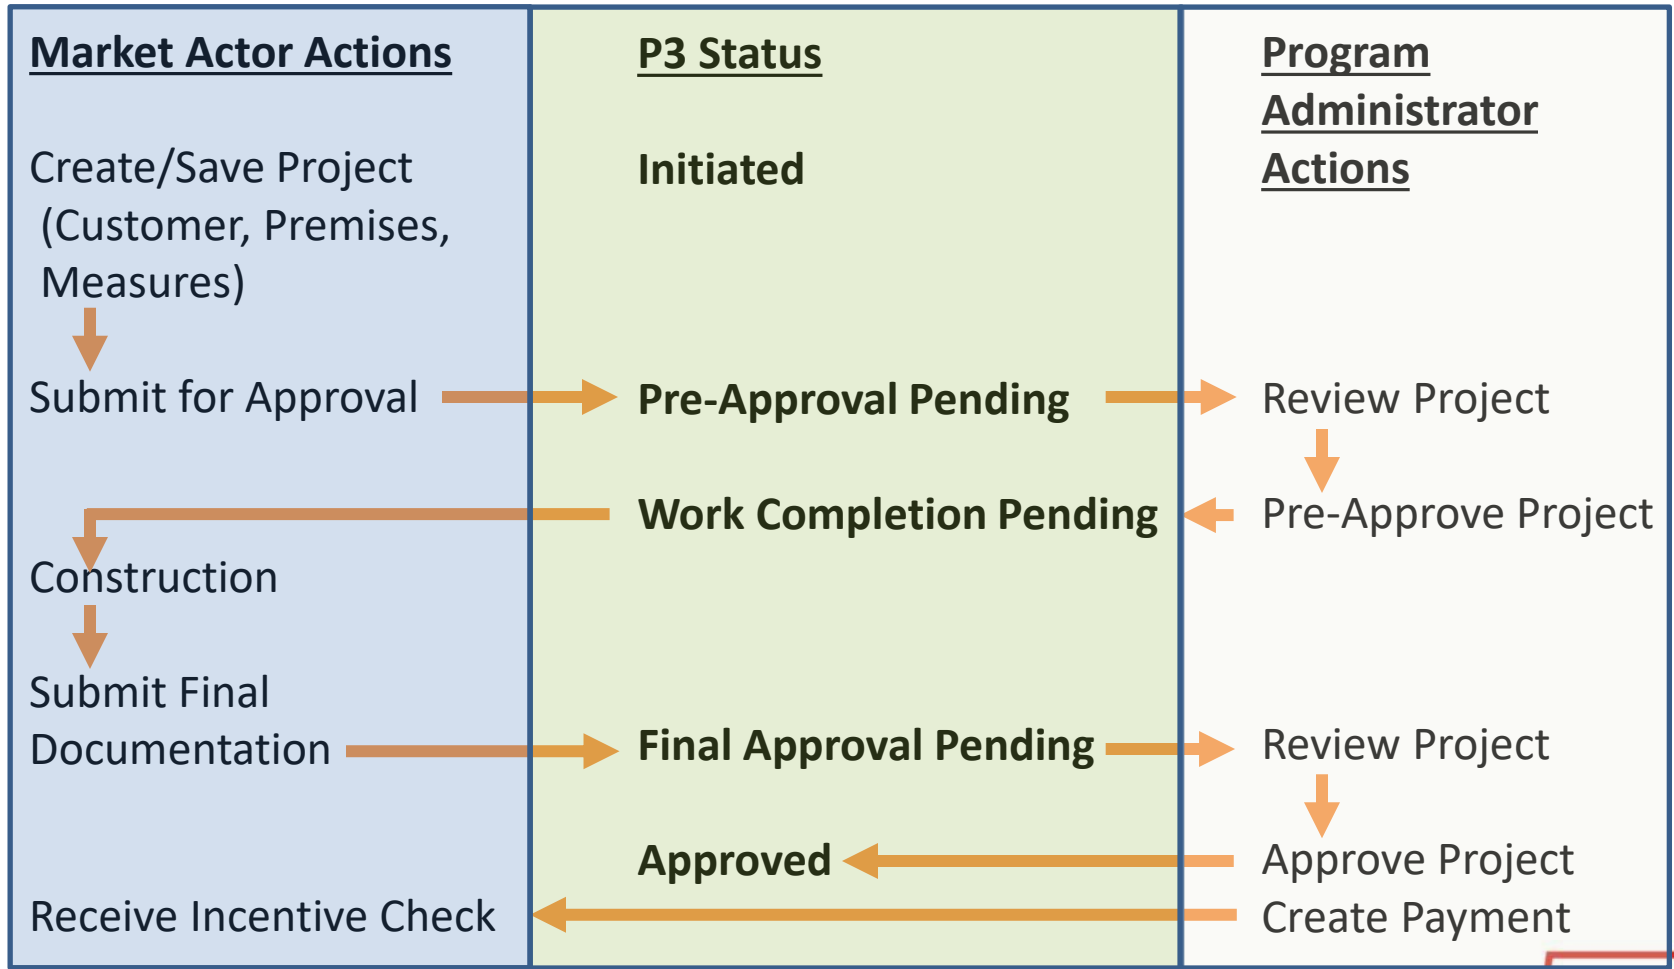 Market Actor Actions
P3 Status
Program
Administrator
Actions
Create/Save Project
(Customer, Premises,
Measures)
Initiated
Submit for Approval
Pre-Approval Pending
Review Project
Work Completion Pending
Pre-Approve Project
Construction
Submit Final
Documentation
Final Approval Pending
Review Project
Approved
Approve Project
Receive Incentive Check
Create Payment